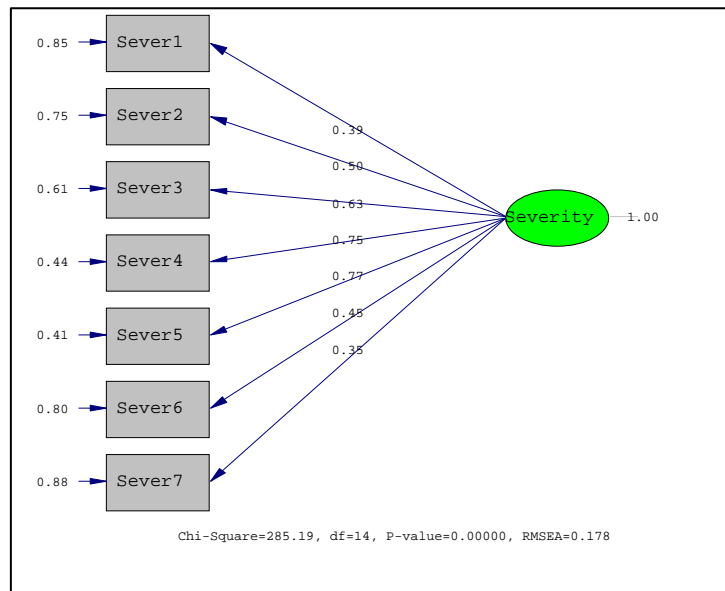 0.85 Sever1
0.39
0.75 Sever2
0.50
0.61 Sever3
0.63
Severity 1.00
0.75
0.44 Sever4
0.77
0.45
0.41 Sever5
0.35
0.80 Sever6
0.88 Sever7
Chi-Square=285.19, df=14, P-value=0.00000, RMSEA=0.178